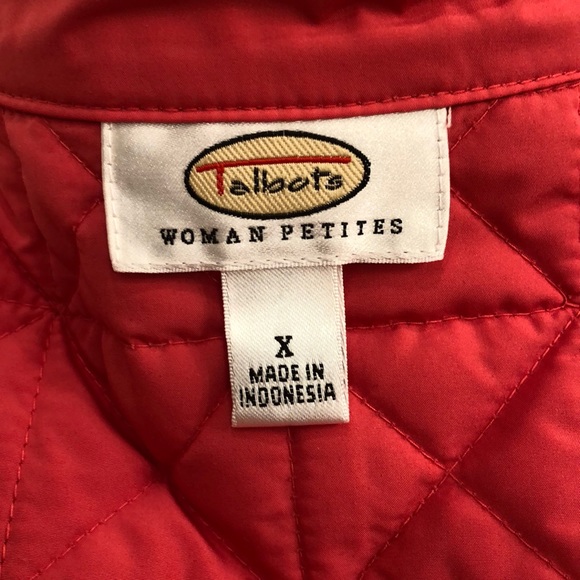 Talbots
WOMAN PETITES
X
MADE IN
INDONESIA